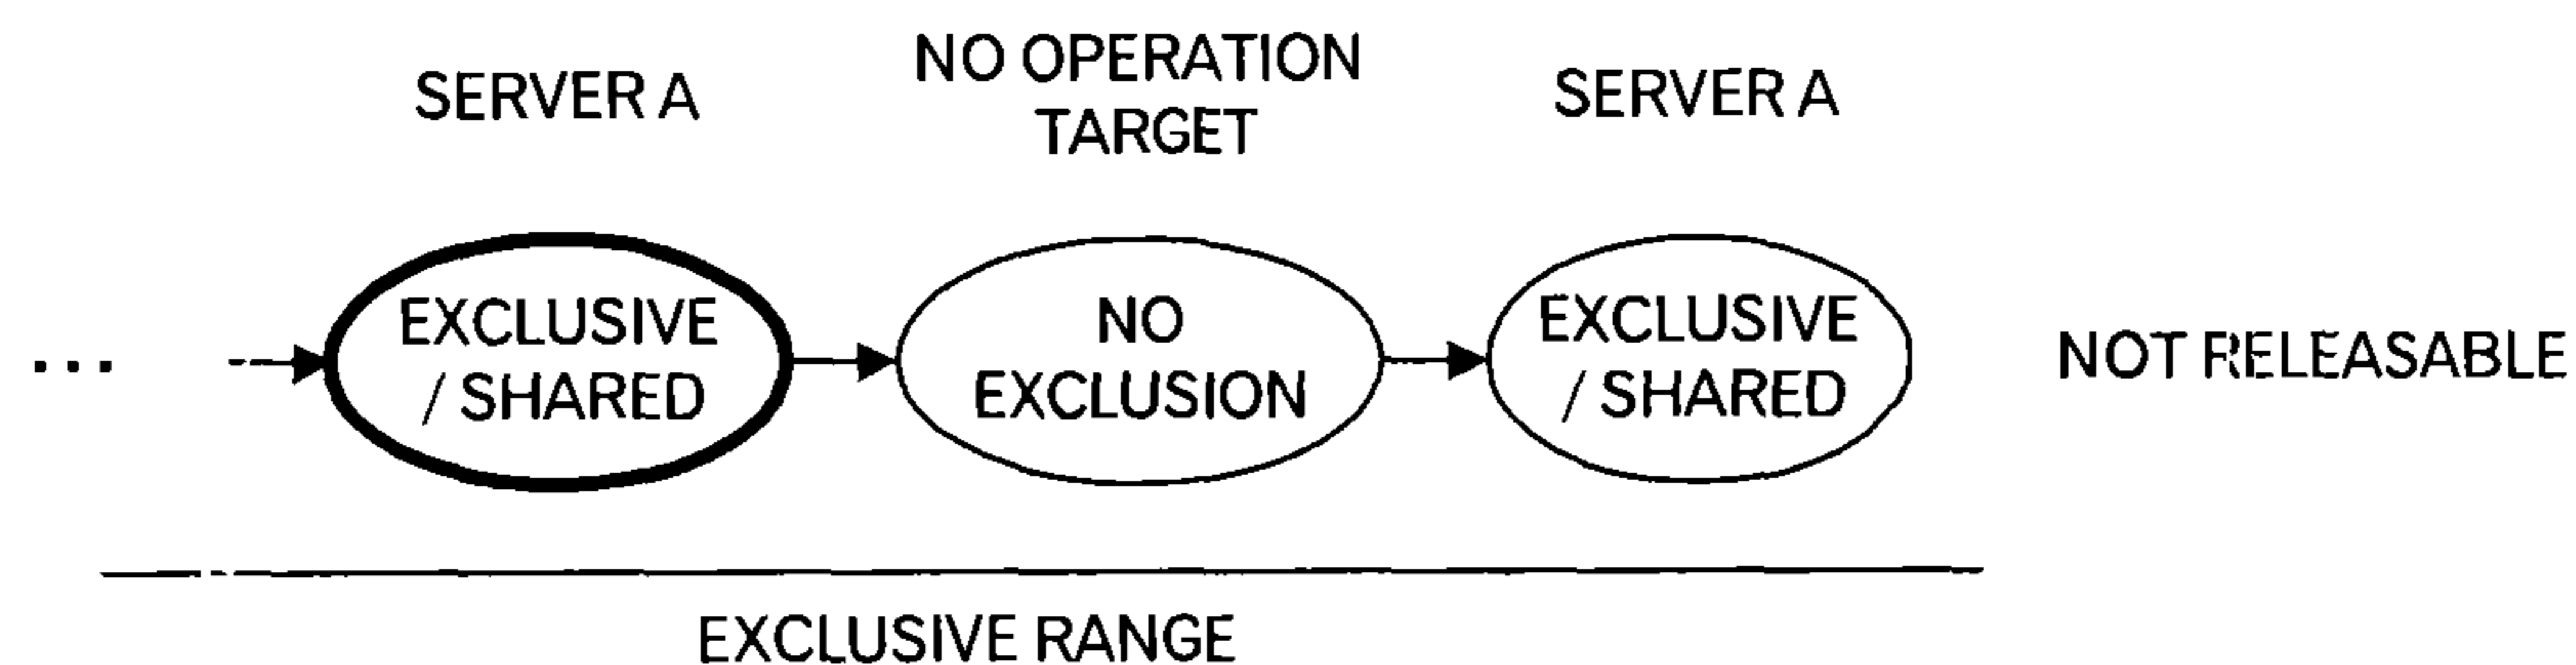 SERVER A
NO OPERATION
TARGET
SERVER A
...
EXCLUSIVE
/ SHARED
NO
EXCLUSION
EXCLUSIVE
/ SHARED
NOT RELEASABLE
EXCLUSIVE RANGE